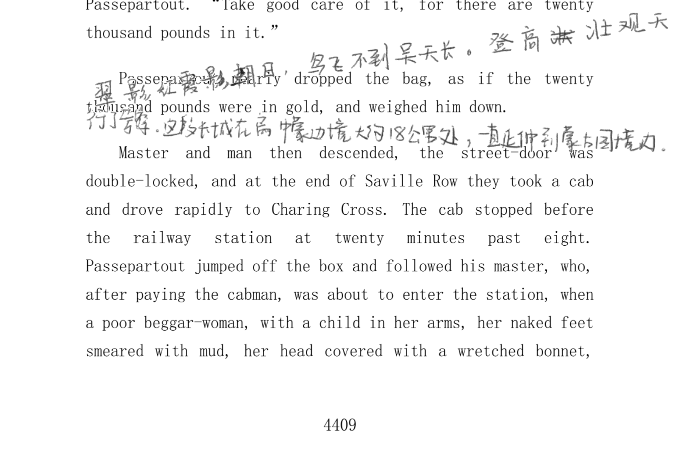 Passepartout. “Take good care of it, for there are twenty
thousand pounds in it.”
鸟飞不到吴天长。登高 壮观天
翠影红霞影朝日
Passepartout nearly dropped the bag, as if the twenty
thousand pounds were in gold, and weighed him down.
行译. 这段长城在离中蒙边境大约18公里处，一直延伸到蒙古国境内.
Master and man then descended, the street-door was
double-locked, and at the end of Saville Row they took a cab
and drove rapidly to Charing Cross. The cab stopped before
the railway station at twenty minutes past eight.
Passepartout jumped off the box and followed his master, who,
after paying the cabman, was about to enter the station, when
a poor beggar-woman, with a child in her arms, her naked feet
smeared with mud, her head covered with a wretched bonnet,
4409